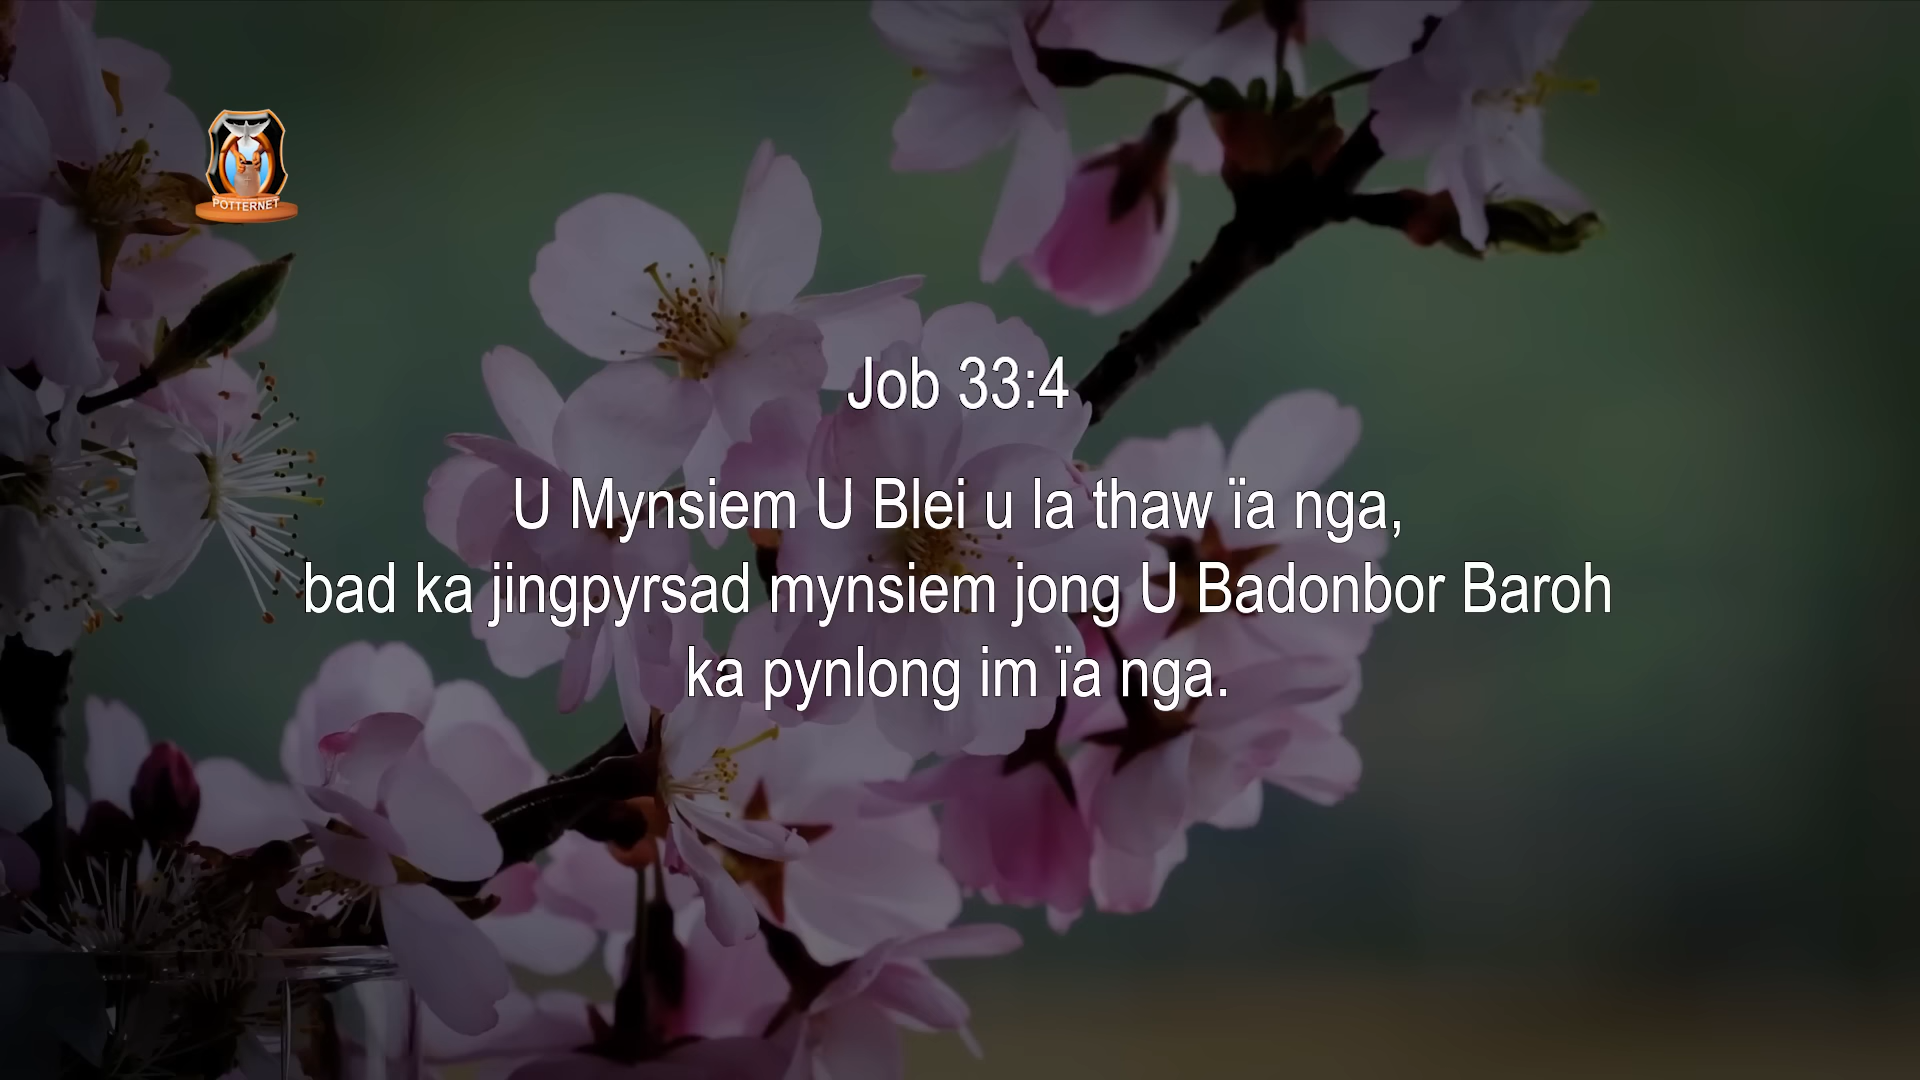 POTTERNET
Job 33:4
U Mynsiem U Blei u la thaw ïa nga,
bad ka jingpyrsad mynsiem jong U Badonbor Baroh
ka pynlong im ïa nga.